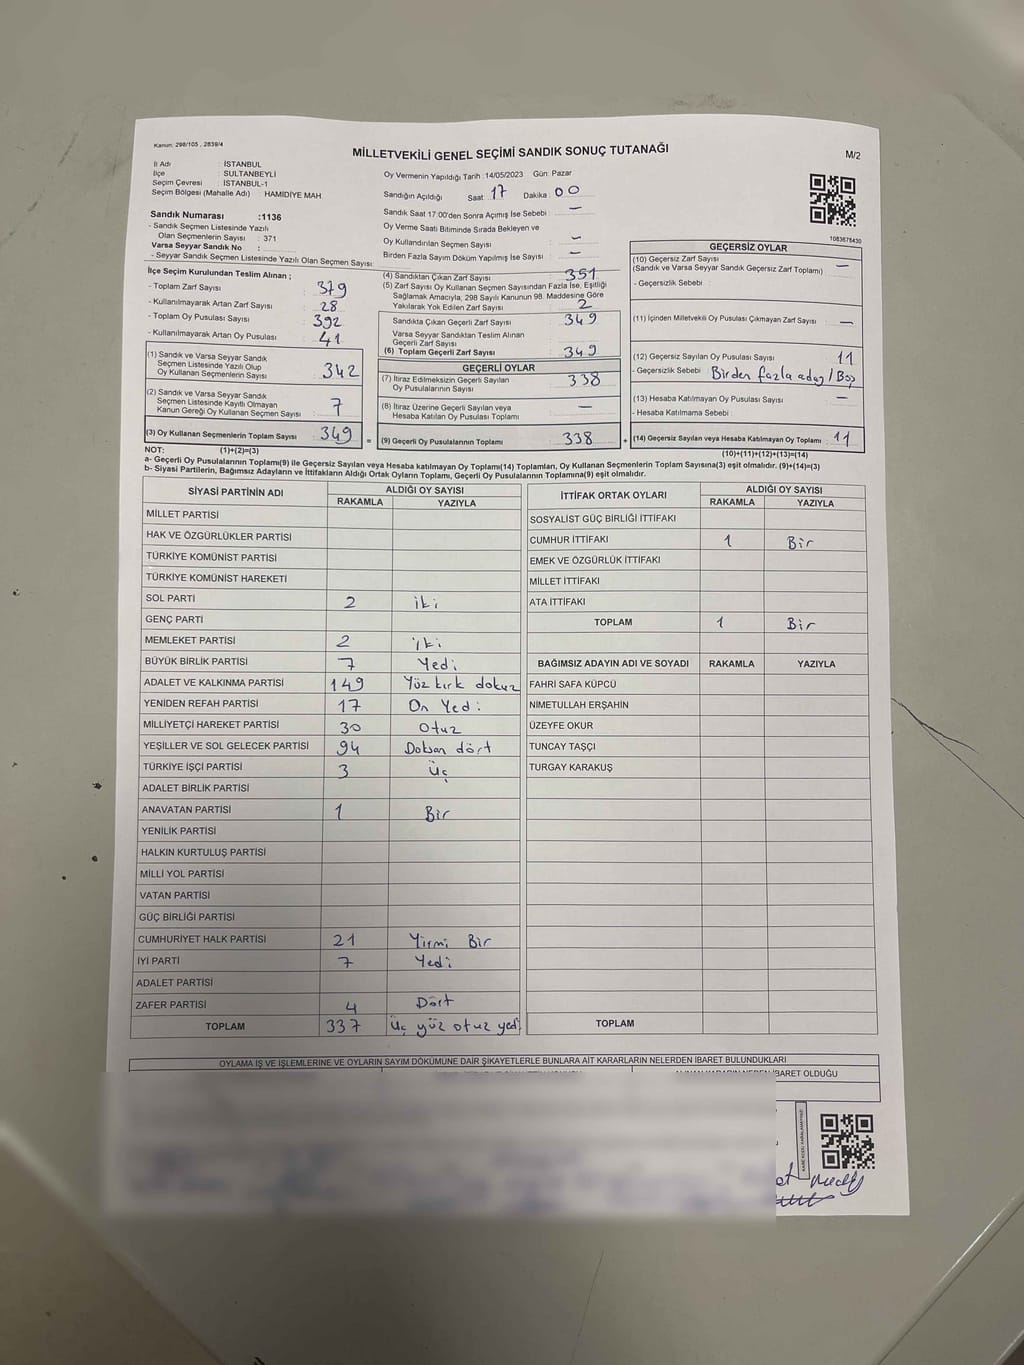 Kanun: 298/105 , 2839/4
MİLLETVEKİLİ GENEL SEÇİMİ SANDIK SONUÇ TUTANAĞI
M/2
İl Adı : İSTANBUL
İlçe : SULTANBEYLİ
Seçim Çevresi : İSTANBUL-1
Seçim Bölgesi (Mahalle Adı) : HAMİDİYE MAH
Sandık Numarası :1136
- Sandık Seçmen Listesinde Yazılı
Olan Seçmenlerin Sayısı : 371
Varsa Seyyar Sandık No :
- Seyyar Sandık Seçmen Listesinde Yazılı Olan Seçmen Sayısı:
Oy Vermenin Yapıldığı Tarih : 14/05/2023 Gün: Pazar
Sandığın Açıldığı Saat 17 Dakika : 00
Sandık Saat 17:00'den Sonra Açılmış İse Sebebi : —
Oy Verme Saati Bitiminde Sırada Bekleyen ve
Oy Kullandırılan Seçmen Sayısı —
Birden Fazla Sayım Döküm Yapılmış İse Sayısı : —
1083676430
İlçe Seçim Kurulundan Teslim Alınan ;
- Toplam Zarf Sayısı : 379
- Kullanılmayarak Artan Zarf Sayısı : 28
- Toplam Oy Pusulası Sayısı : 392
- Kullanılmayarak Artan Oy Pusulası : 41
(1) Sandık ve Varsa Seyyar Sandık
Seçmen Listesinde Yazılı Olup
Oy Kullanan Seçmenlerin Sayısı : 342
(2) Sandık ve Varsa Seyyar Sandık
Seçmen Listesinde Kayıtlı Olmayan
Kanun Gereği Oy Kullanan Seçmen Sayısı : 7
(3) Oy Kullanan Seçmenlerin Toplam Sayısı : 349
(4) Sandıktan Çıkan Zarf Sayısı 351
(5) Zarf Sayısı Oy Kullanan Seçmen Sayısından Fazla İse, Eşitliği
Sağlamak Amacıyla, 298 Sayılı Kanunun 98. Maddesine Göre
Yakılarak Yok Edilen Zarf Sayısı : 2
Sandıkta Çıkan Geçerli Zarf Sayısı 349
Varsa Seyyar Sandıktan Teslim Alınan
Geçerli Zarf Sayısı
(6) Toplam Geçerli Zarf Sayısı 349
GEÇERLİ OYLAR
(7) İtiraz Edilmeksizin Geçerli Sayılan
Oy Pusulalarının Sayısı 338
(8) İtiraz Üzerine Geçerli Sayılan veya
Hesaba Katılan Oy Pusulası Toplamı —
= (9) Geçerli Oy Pusulalarının Toplamı 338 +
GEÇERSİZ OYLAR
(10) Geçersiz Zarf Sayısı
(Sandık ve Varsa Seyyar Sandık Geçersiz Zarf Toplamı) —
- Geçersizlik Sebebi :
(11) İçinden Milletvekili Oy Pusulası Çıkmayan Zarf Sayısı : —
(12) Geçersiz Sayılan Oy Pusulası Sayısı : 11
- Geçersizlik Sebebi : Birden fazla aday / Boş
(13) Hesaba Katılmayan Oy Pusulası Sayısı : —
- Hesaba Katılmama Sebebi :
(14) Geçersiz Sayılan veya Hesaba Katılmayan Oy Toplamı : 11
NOT: (1)+(2)=(3)
(10)+(11)+(12)+(13)=(14)
a- Geçerli Oy Pusulalarının Toplamı(9) ile Geçersiz Sayılan veya Hesaba katılmayan Oy Toplamı(14) Toplamları, Oy Kullanan Seçmenlerin Toplam Sayısına(3) eşit olmalıdır. (9)+(14)=(3)
b- Siyasi Partilerin, Bağımsız Adayların ve İttifakların Aldığı Ortak Oyların Toplamı, Geçerli Oy Pusulalarının Toplamına(9) eşit olmalıdır.
SİYASİ PARTİNİN ADI ALDIĞI OY SAYISI
RAKAMLA YAZIYLA
MİLLET PARTİSİ
HAK VE ÖZGÜRLÜKLER PARTİSİ
TÜRKİYE KOMÜNİST PARTİSİ
TÜRKİYE KOMÜNİST HAREKETİ
SOL PARTİ 2 iki
GENÇ PARTİ
MEMLEKET PARTİSİ 2 iki
BÜYÜK BİRLİK PARTİSİ 7 Yedi
ADALET VE KALKINMA PARTİSİ 149 Yüz kırk dokuz
YENİDEN REFAH PARTİSİ 17 On Yedi
MİLLİYETÇİ HAREKET PARTİSİ 30 otuz
YEŞİLLER VE SOL GELECEK PARTİSİ 94 Doksan dört
TÜRKİYE İŞÇİ PARTİSİ 3 Üç
ADALET BİRLİK PARTİSİ
ANAVATAN PARTİSİ 1 Bir
YENİLİK PARTİSİ
HALKIN KURTULUŞ PARTİSİ
MİLLİ YOL PARTİSİ
VATAN PARTİSİ
GÜÇ BİRLİĞİ PARTİSİ
CUMHURİYET HALK PARTİSİ 21 Yirmi Bir
İYİ PARTİ 7 Yedi
ADALET PARTİSİ
ZAFER PARTİSİ 4 Dört
TOPLAM 337 Üç yüz otuz yedi
İTTİFAK ORTAK OYLARI ALDIĞI OY SAYISI
RAKAMLA YAZIYLA
SOSYALİST GÜÇ BİRLİĞİ İTTİFAKI
CUMHUR İTTİFAKI 1 Bir
EMEK VE ÖZGÜRLÜK İTTİFAKI
MİLLET İTTİFAKI
ATA İTTİFAKI
TOPLAM 1 Bir
BAĞIMSIZ ADAYIN ADI VE SOYADI RAKAMLA YAZIYLA
FAHRİ SAFA KÜPCÜ
NİMETULLAH ERŞAHİN
ÜZEYFE OKUR
TUNCAY TAŞÇI
TURGAY KARAKUŞ
TOPLAM
OYLAMA İŞ VE İŞLEMLERİNE VE OYLARIN SAYIM DÖKÜMÜNE DAİR ŞİKAYETLERLE BUNLARA AİT KARARLARIN NELERDEN İBARET BULUNDUKLARI
İBARET OLDUĞU